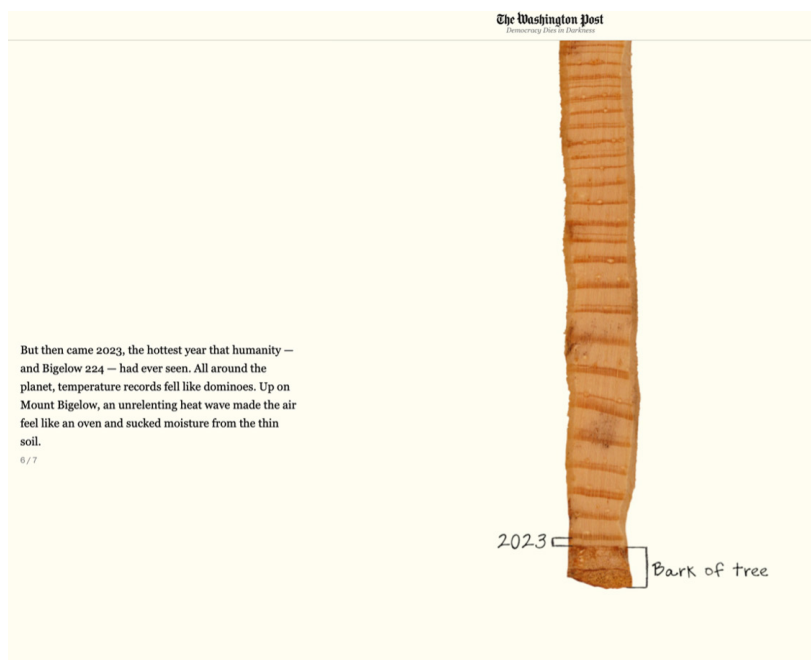 The Washington Post
Democracy Dies in Darkness
But then came 2023, the hottest year that humanity —
and Bigelow 224 — had ever seen. All around the
planet, temperature records fell like dominoes. Up on
Mount Bigelow, an unrelenting heat wave made the air
feel like an oven and sucked moisture from the thin
soil.
6/7
2023
Bark of tree